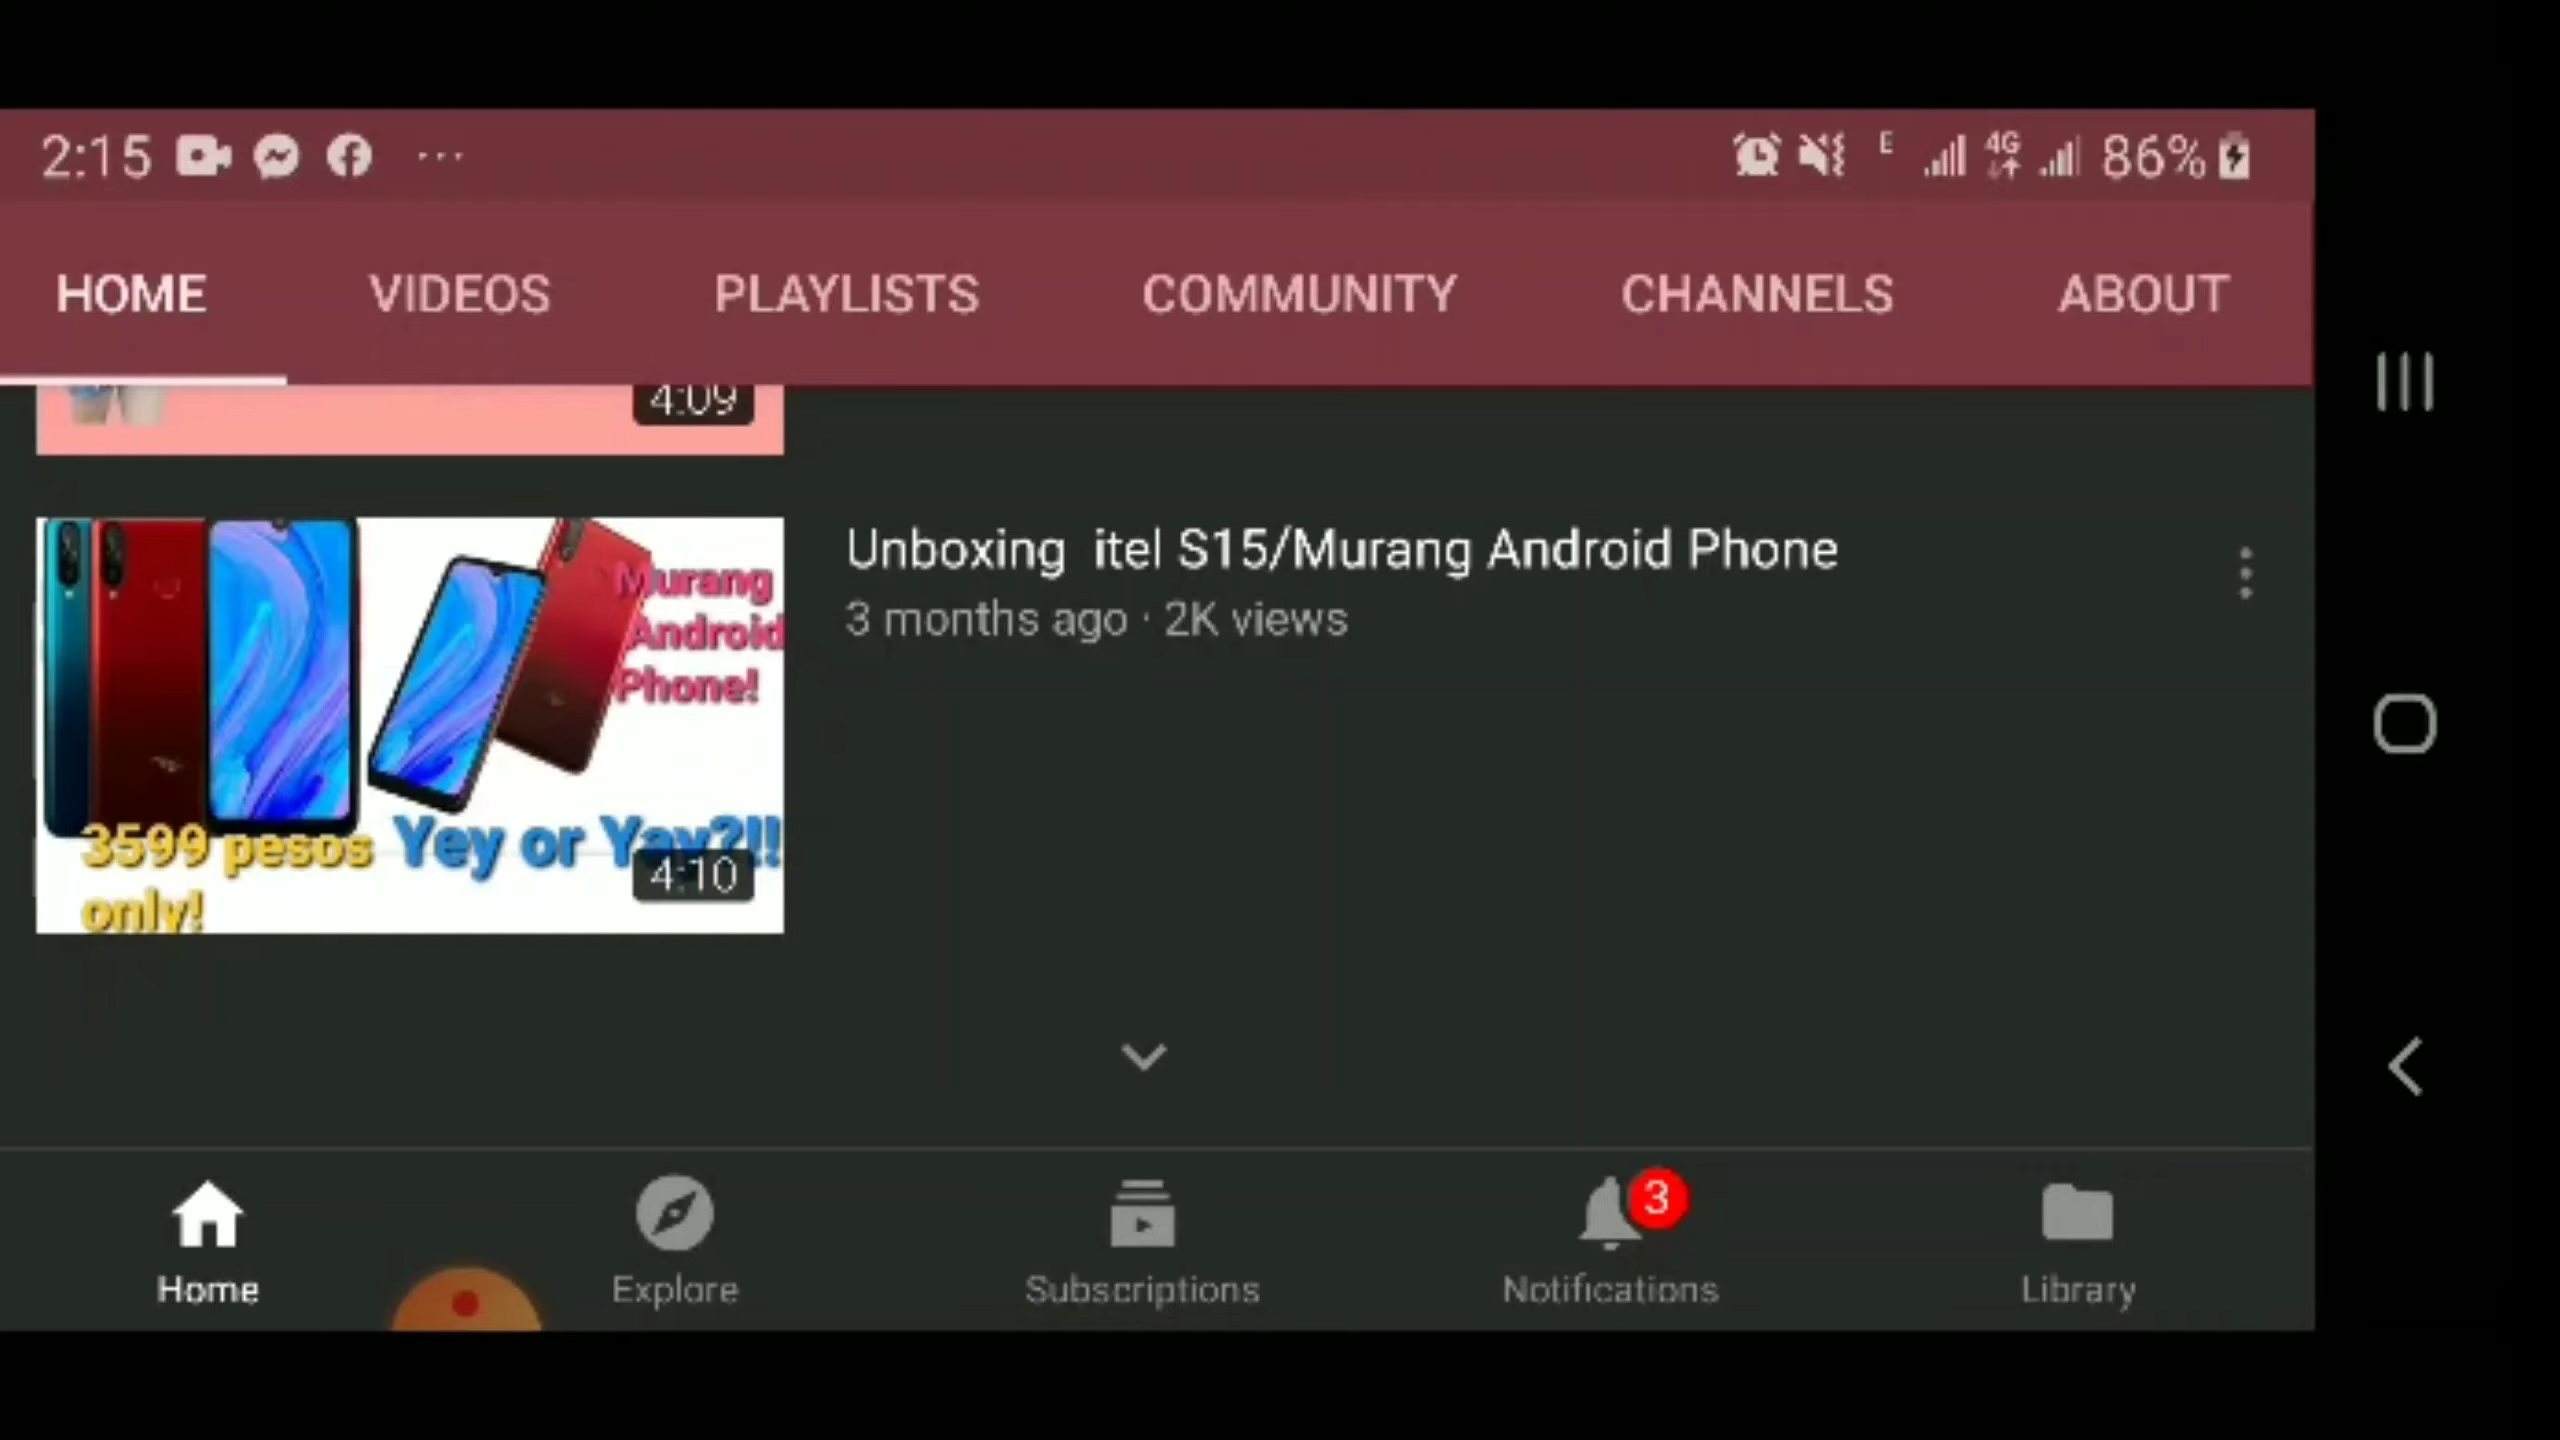 2:15 ... E 4G 86%
HOME VIDEOS PLAYLISTS COMMUNITY CHANNELS ABOUT
4:09
Murang
Android
Phone!
3599 pesos
only!
Yey or Yay?!!
4:10
Unboxing itel S15/Murang Android Phone
3 months ago · 2K views
3
Home Explore Subscriptions Notifications Library